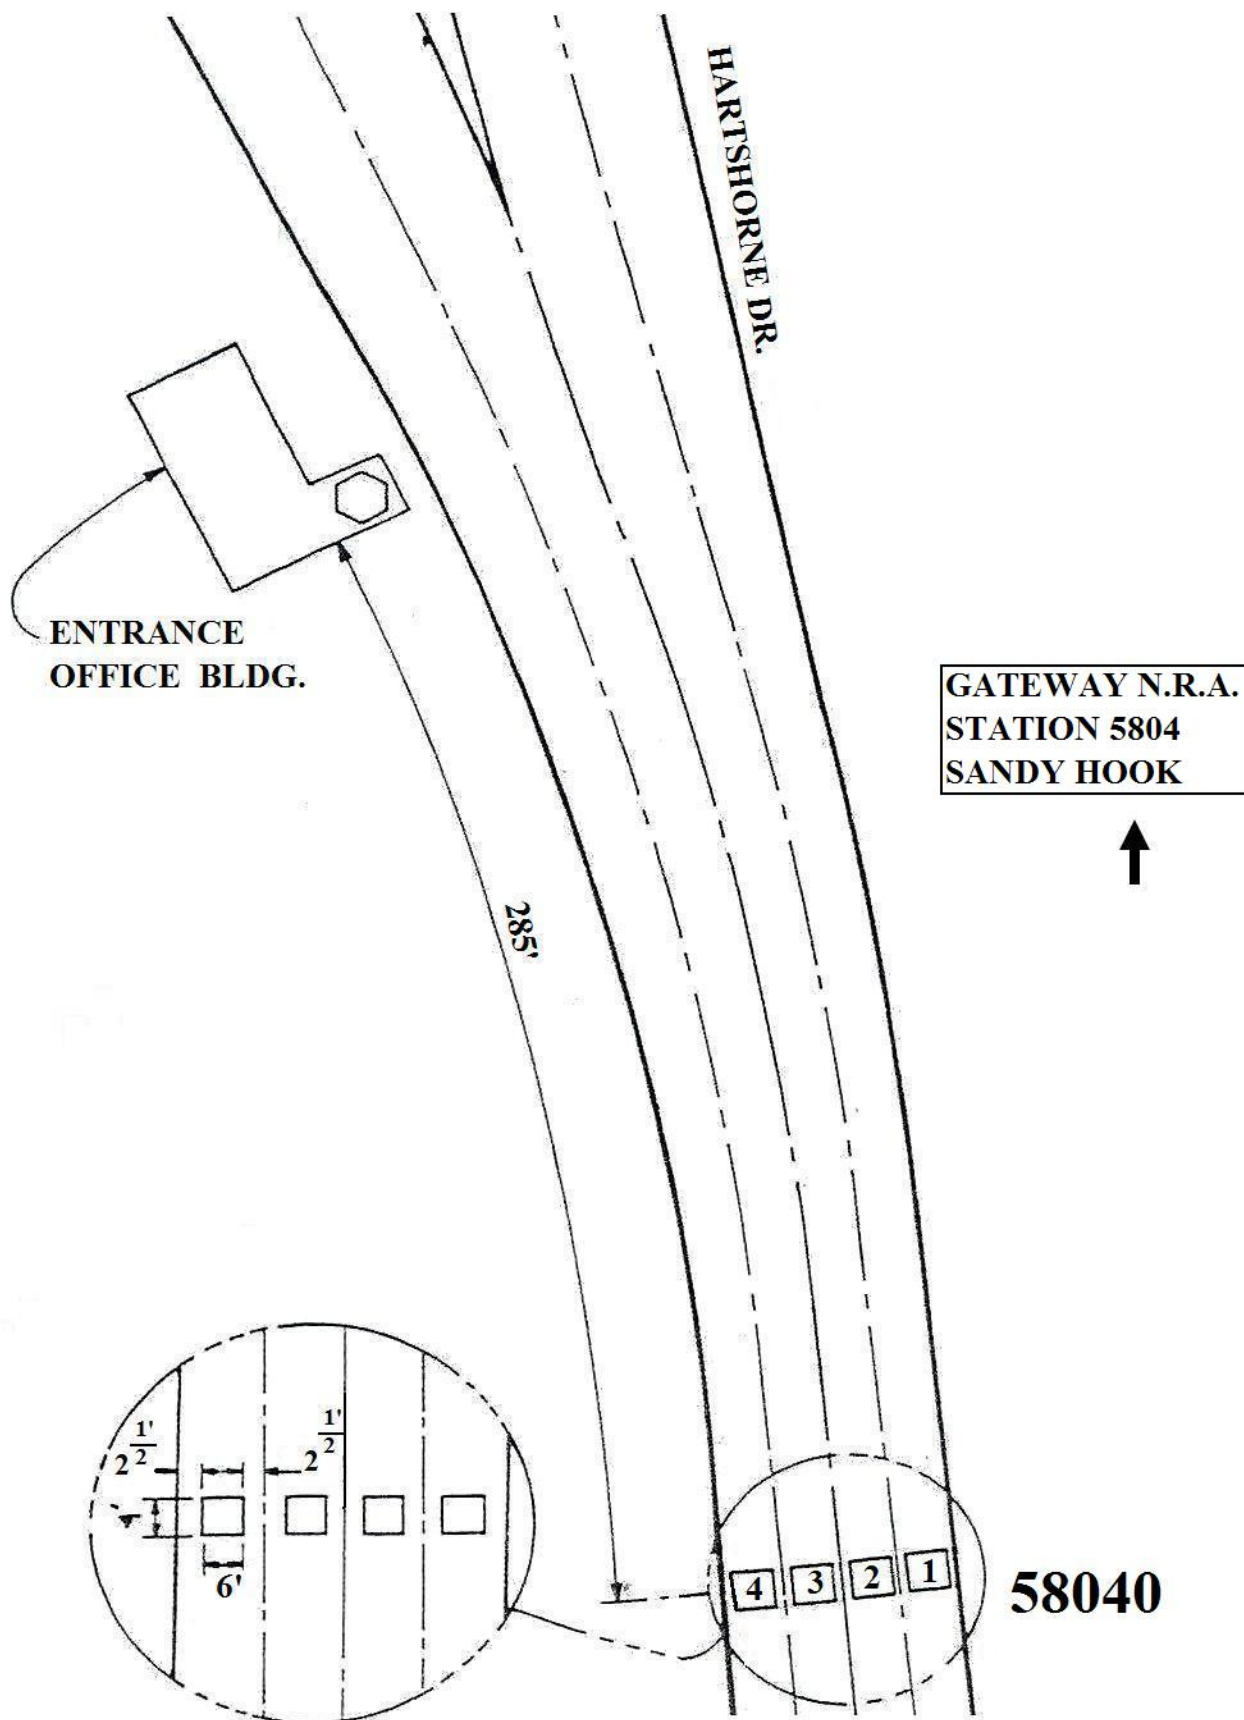 HARTSHORNE DR.
ENTRANCE
OFFICE BLDG.
GATEWAY N.R.A.
STATION 5804
SANDY HOOK
285'
2 1/2'
2 1/2'
4'
6'
4 3 2 1
58040